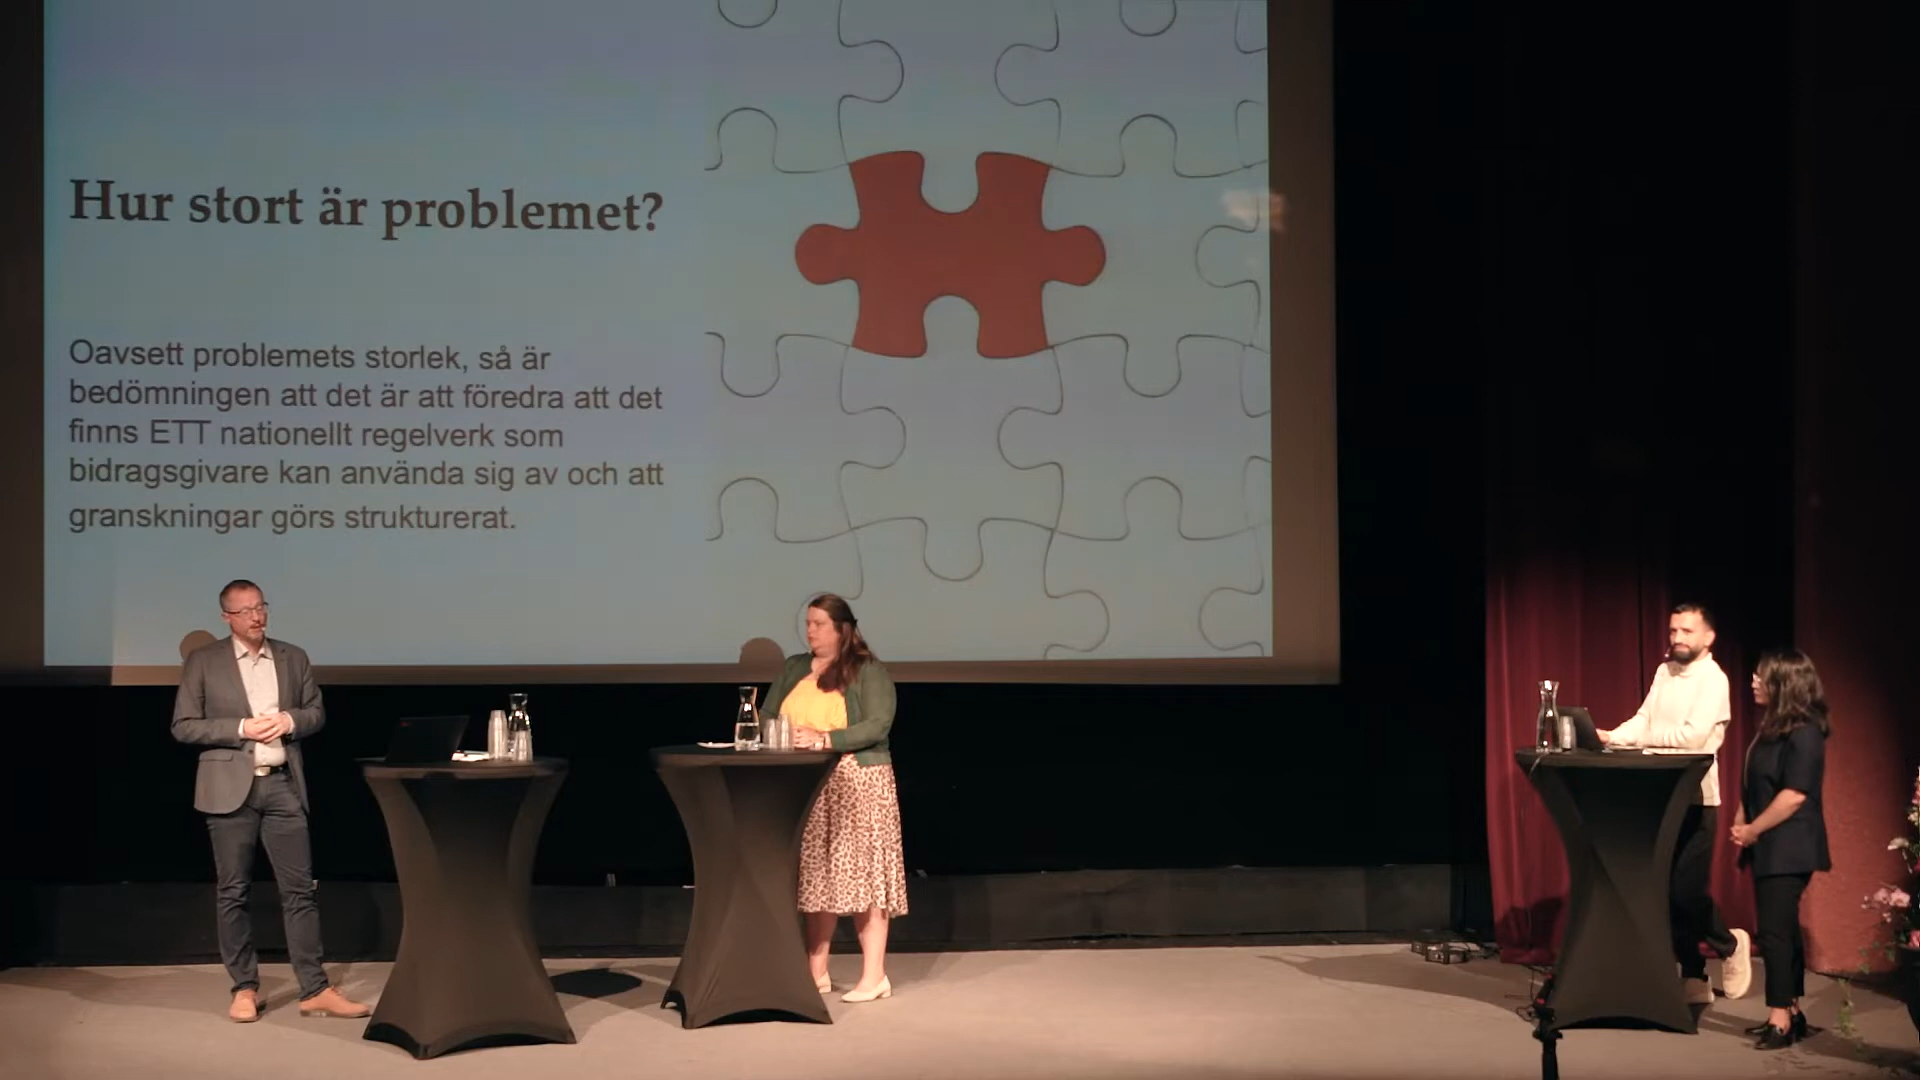 Hur stort är problemet?
Oavsett problemets storlek, så är
bedömningen att det är att föredra att det
finns ETT nationellt regelverk som
bidragsgivare kan använda sig av och att
granskningar görs strukturerat.